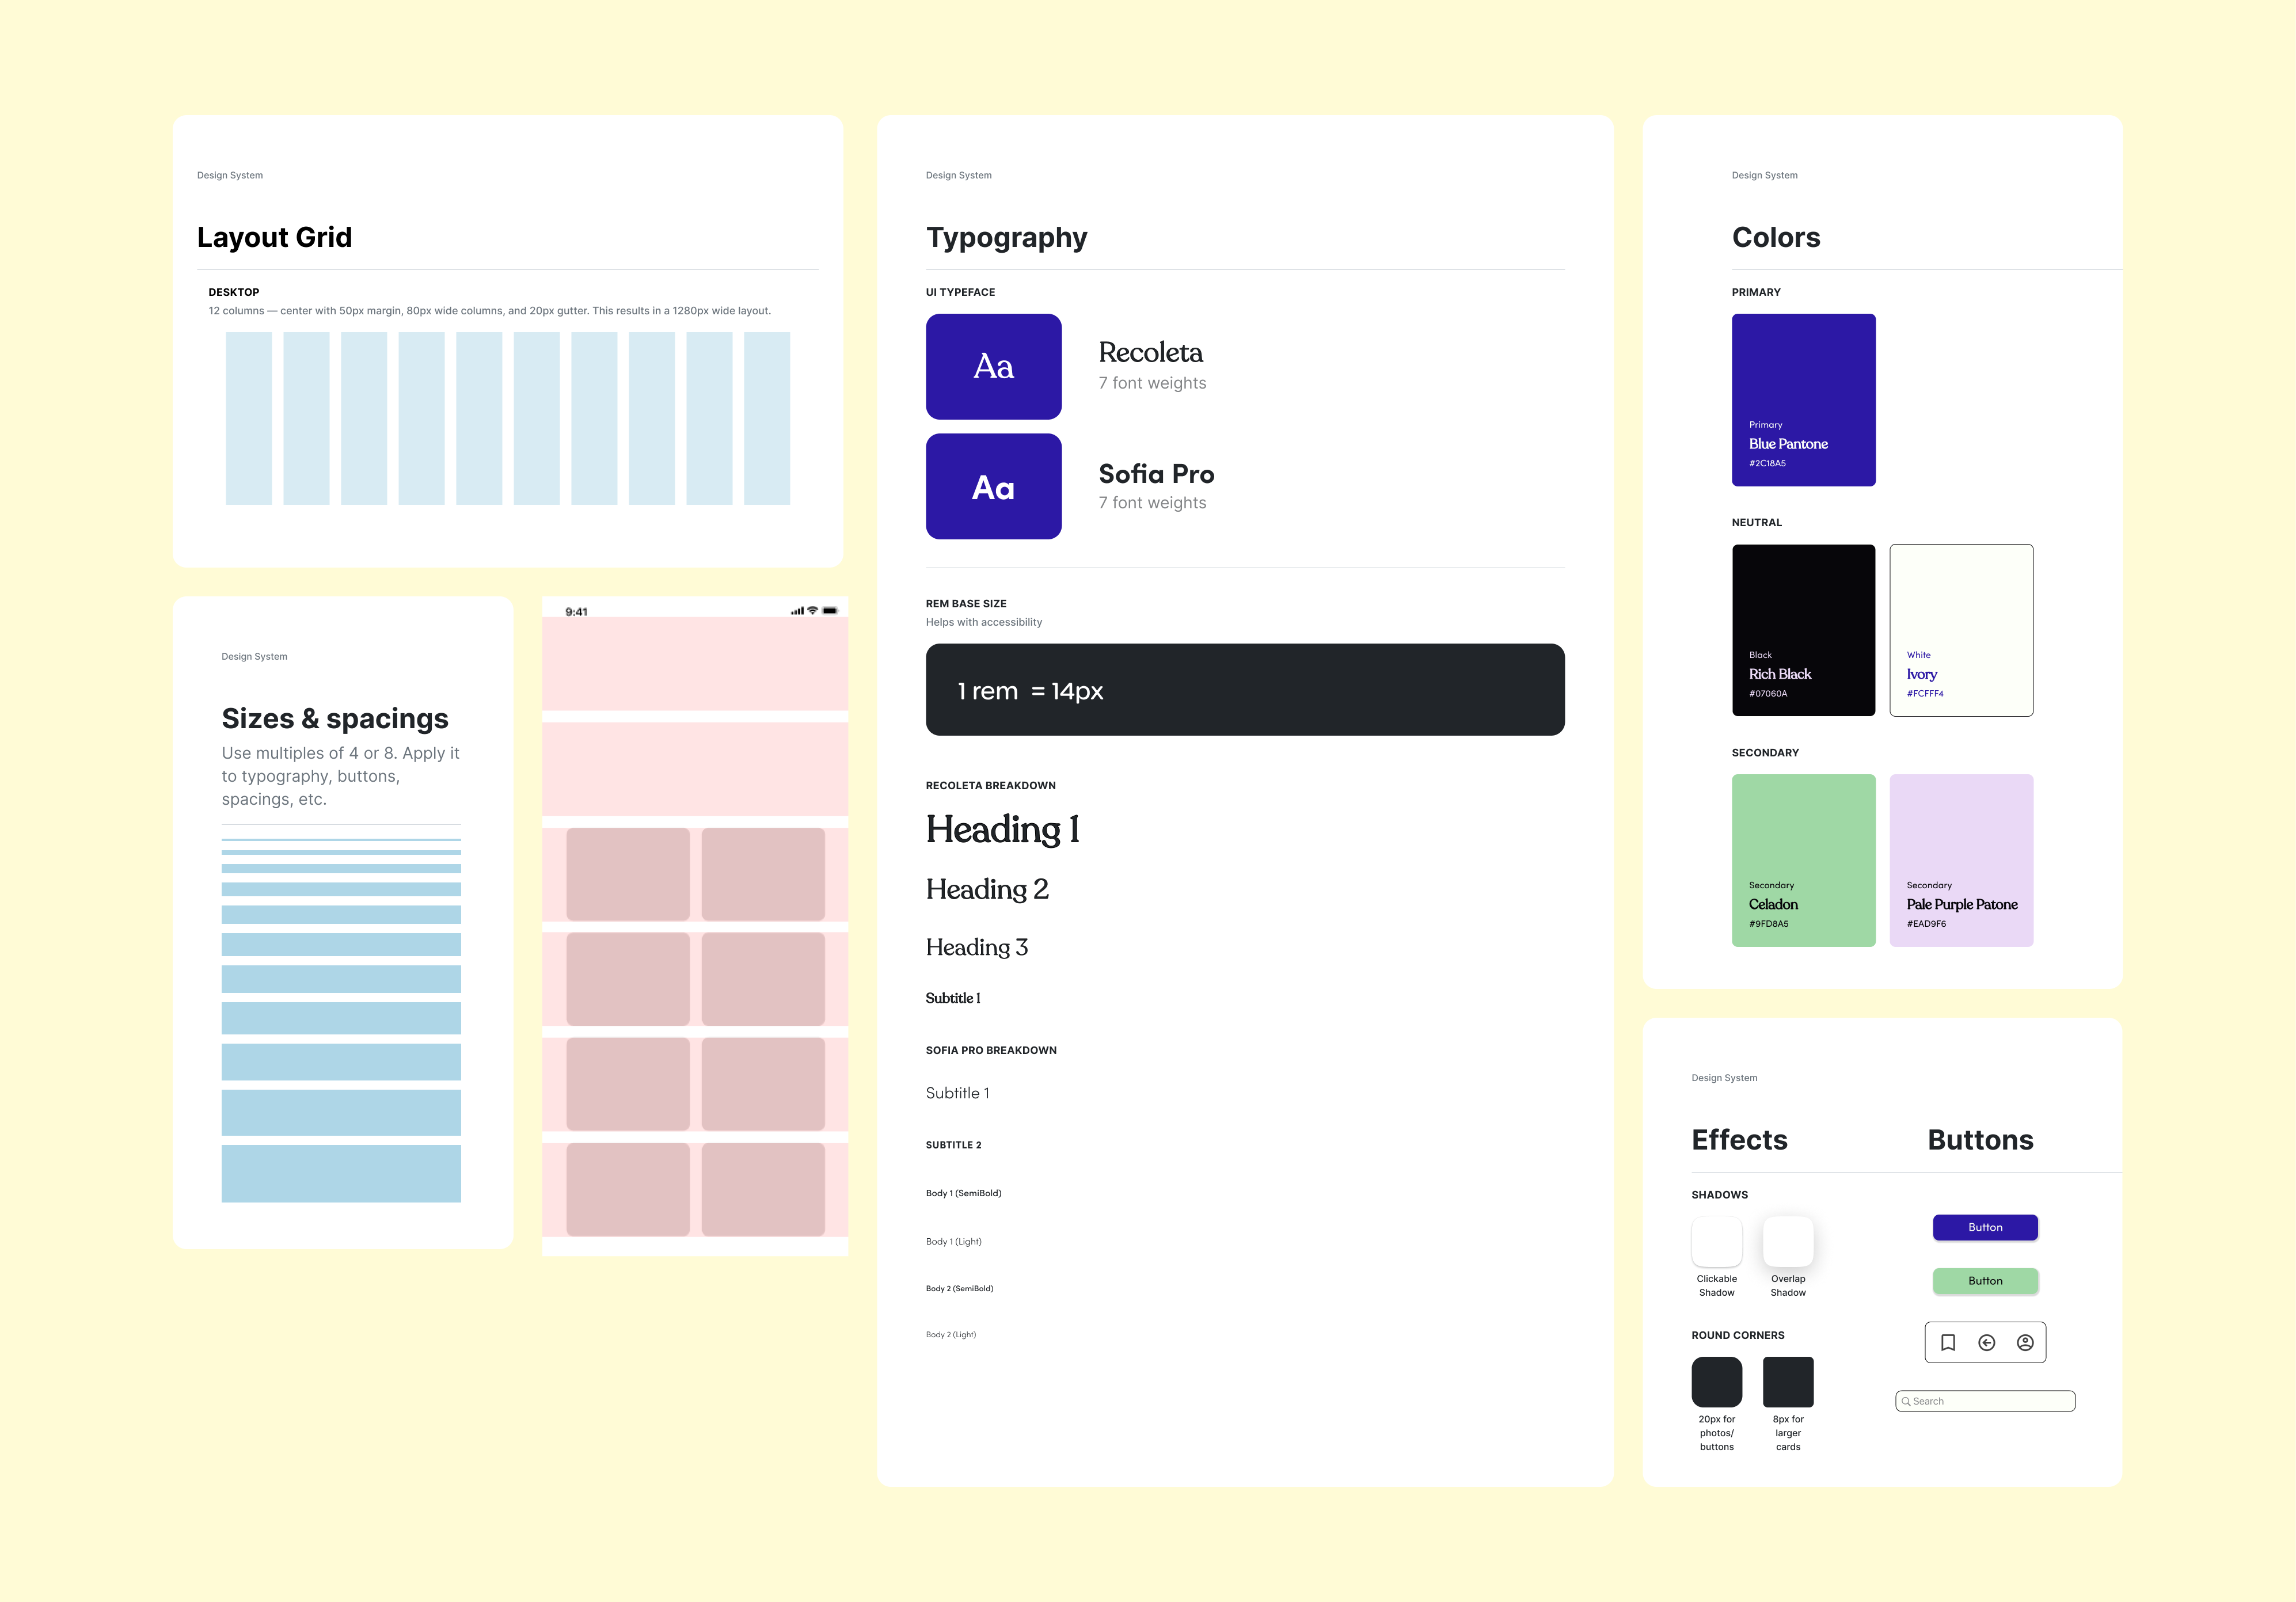 Design System
Layout Grid
DESKTOP
12 columns — center with 50px margin, 80px wide columns, and 20px gutter. This results in a 1280px wide layout.
Design System
Sizes & spacings
Use multiples of 4 or 8. Apply it
to typography, buttons,
spacings, etc.
9:41
Design System
Typography
UI TYPEFACE
Aa
Recoleta
7 font weights
Aa
Sofia Pro
7 font weights
REM BASE SIZE
Helps with accessibility
1 rem = 14px
RECOLETA BREAKDOWN
Heading 1
Heading 2
Heading 3
Subtitle 1
SOFIA PRO BREAKDOWN
Subtitle 1
SUBTITLE 2
Body 1 (SemiBold)
Body 1 (Light)
Body 2 (SemiBold)
Body 2 (Light)
Design System
Colors
PRIMARY
Primary
Blue Pantone
#2C18A5
NEUTRAL
Black
Rich Black
#07060A
White
Ivory
#FCFFF4
SECONDARY
Secondary
Celadon
#9FD8A5
Secondary
Pale Purple Patone
#EAD9F6
Design System
Effects
SHADOWS
Clickable
Shadow
Overlap
Shadow
ROUND CORNERS
20px for
photos/
buttons
8px for
larger
cards
Buttons
Button
Button
Search